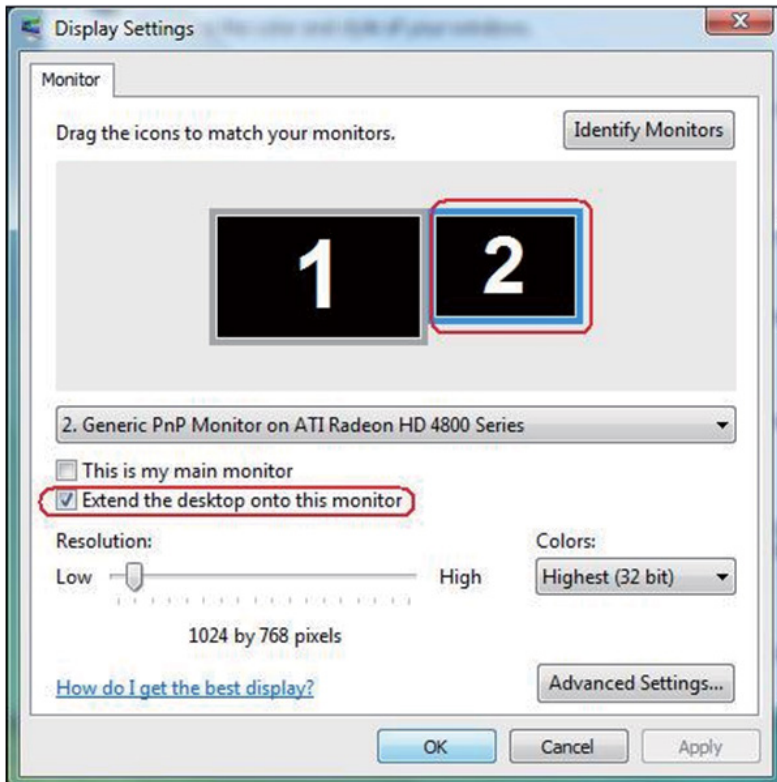 Display Settings
Monitor
Drag the icons to match your monitors.
Identify Monitors
1
2
2. Generic PnP Monitor on ATI Radeon HD 4800 Series
This is my main monitor
Extend the desktop onto this monitor
Resolution:
Colors:
Low
High
Highest (32 bit)
1024 by 768 pixels
How do I get the best display?
Advanced Settings...
OK
Cancel
Apply